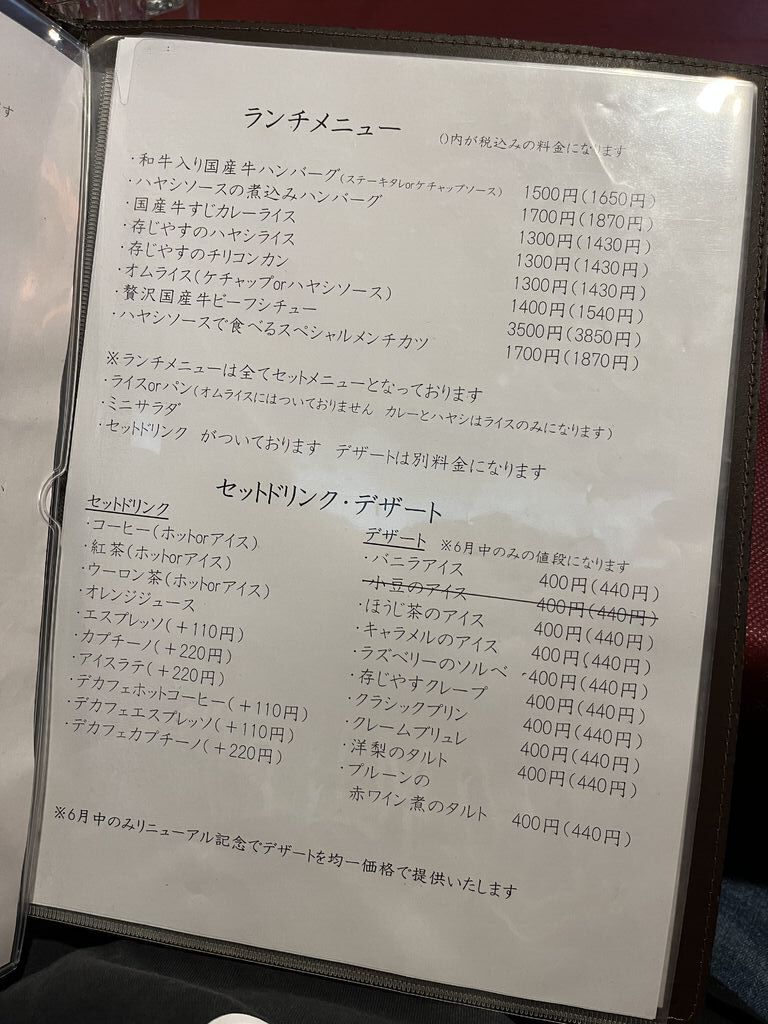 ランチメニュー
()内が税込みの料金になります
・和牛入り国産牛ハンバーグ(ステーキタレorケチャップソース) 1500円(1650円)
・ハヤシソースの煮込みハンバーグ 1700円(1870円)
・国産牛すじカレーライス 1300円(1430円)
・存じやすのハヤシライス 1300円(1430円)
・存じやすのチリコンカン 1300円(1430円)
・オムライス(ケチャップorハヤシソース) 1400円(1540円)
・贅沢国産牛ビーフシチュー 3500円(3850円)
・ハヤシソースで食べるスペシャルメンチカツ 1700円(1870円)
※ランチメニューは全てセットメニューとなっております
・ライスorパン(オムライスにはついておりません カレーとハヤシはライスのみになります)
・ミニサラダ
・セットドリンク がついております デザートは別料金になります
セットドリンク・デザート
セットドリンク
・コーヒー(ホットorアイス)
・紅茶(ホットorアイス)
・ウーロン茶(ホットorアイス)
・オレンジジュース
・エスプレッソ(+110円)
・カプチーノ(+220円)
・アイスラテ(+220円)
・デカフェホットコーヒー(+110円)
・デカフェエスプレッソ(+110円)
・デカフェカプチーノ(+220円)
デザート ※6月中のみの値段になります
・バニラアイス 400円(440円)
・小豆のアイス 400円(440円)
・ほうじ茶のアイス 400円(440円)
・キャラメルのアイス 400円(440円)
・ラズベリーのソルベ 400円(440円)
・存じやすクレープ 400円(440円)
・クラシックプリン 400円(440円)
・クレームブリュレ 400円(440円)
・洋梨のタルト 400円(440円)
・プルーンの
赤ワイン煮のタルト 400円(440円)
※6月中のみリニューアル記念でデザートを均一価格で提供いたします